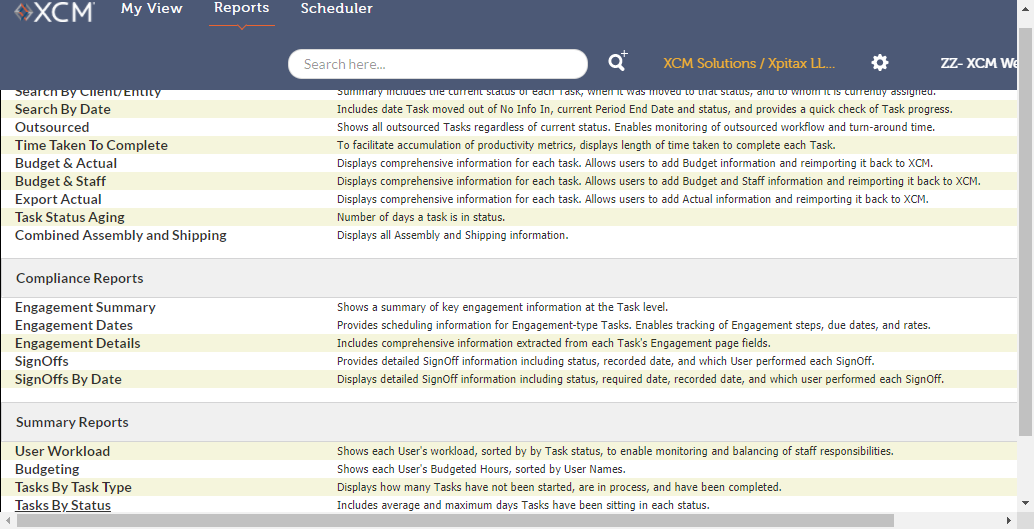 XCM My View Reports Scheduler
Search here... XCM Solutions / Xpitax LL... ZZ- XCM We
Search By Client/Entity Summary includes the current status of each Task, when it was moved to that status, and to whom it is currently assigned.
Search By Date Includes date Task moved out of No Info In, current Period End Date and status, and provides a quick check of Task progress.
Outsourced Shows all outsourced Tasks regardless of current status. Enables monitoring of outsourced workflow and turn-around time.
Time Taken To Complete To facilitate accumulation of productivity metrics, displays length of time taken to complete each Task.
Budget & Actual Displays comprehensive information for each task. Allows users to add Budget information and reimporting it back to XCM.
Budget & Staff Displays comprehensive information for each task. Allows users to add Budget and Staff information and reimporting it back to XCM.
Export Actual Displays comprehensive information for each task. Allows users to add Actual information and reimporting it back to XCM.
Task Status Aging Number of days a task is in status.
Combined Assembly and Shipping Displays all Assembly and Shipping information.
Compliance Reports
Engagement Summary Shows a summary of key engagement information at the Task level.
Engagement Dates Provides scheduling information for Engagement-type Tasks. Enables tracking of Engagement steps, due dates, and rates.
Engagement Details Includes comprehensive information extracted from each Task's Engagement page fields.
SignOffs Provides detailed SignOff information including status, recorded date, and which User performed each SignOff.
SignOffs By Date Displays detailed SignOff information including status, required date, recorded date, and which user performed each SignOff.
Summary Reports
User Workload Shows each User's workload, sorted by by Task status, to enable monitoring and balancing of staff responsibilities.
Budgeting Shows each User's Budgeted Hours, sorted by User Names.
Tasks By Task Type Displays how many Tasks have not been started, are in process, and have been completed.
Tasks By Status Includes average and maximum days Tasks have been sitting in each status.